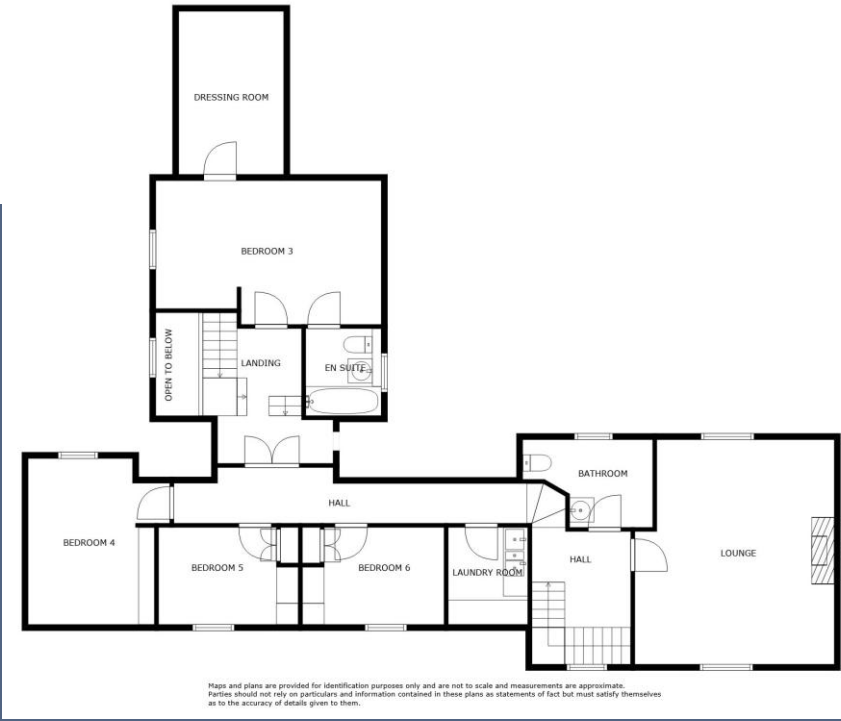 DRESSING ROOM
BEDROOM 3
OPEN TO BELOW
LANDING
EN SUITE
BATHROOM
HALL
BEDROOM 4
BEDROOM 5
BEDROOM 6
LAUNDRY ROOM
HALL
LOUNGE
Maps and plans are provided for identification purposes only and are not to scale and measurements are approximate.
Parties should not rely on particulars and information contained in these plans as statements of fact but must satisfy themselves
as to the accuracy of details given to them.